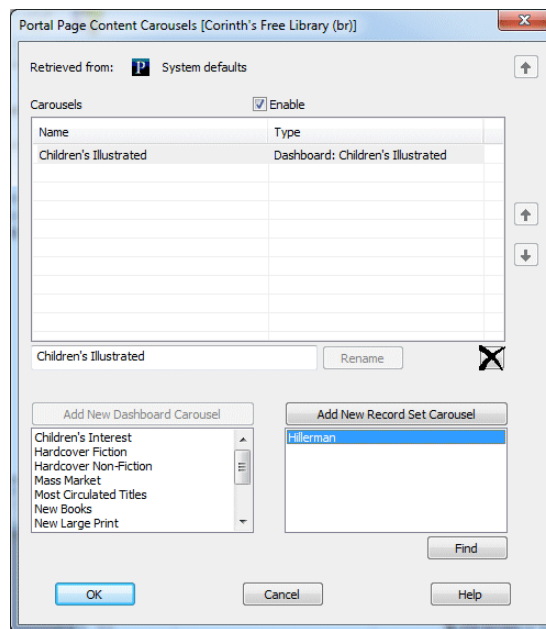 Portal Page Content Carousels [Corinth's Free Library (br)]
Retrieved from: P System defaults
Carousels Enable
Name Type
Children's Illustrated Dashboard: Children's Illustrated
Children's Illustrated Rename
Add New Dashboard Carousel Add New Record Set Carousel
Children's Interest Hillerman
Hardcover Fiction
Hardcover Non-Fiction
Mass Market
Most Circulated Titles
New Books
New Large Print
Find
OK Cancel Help